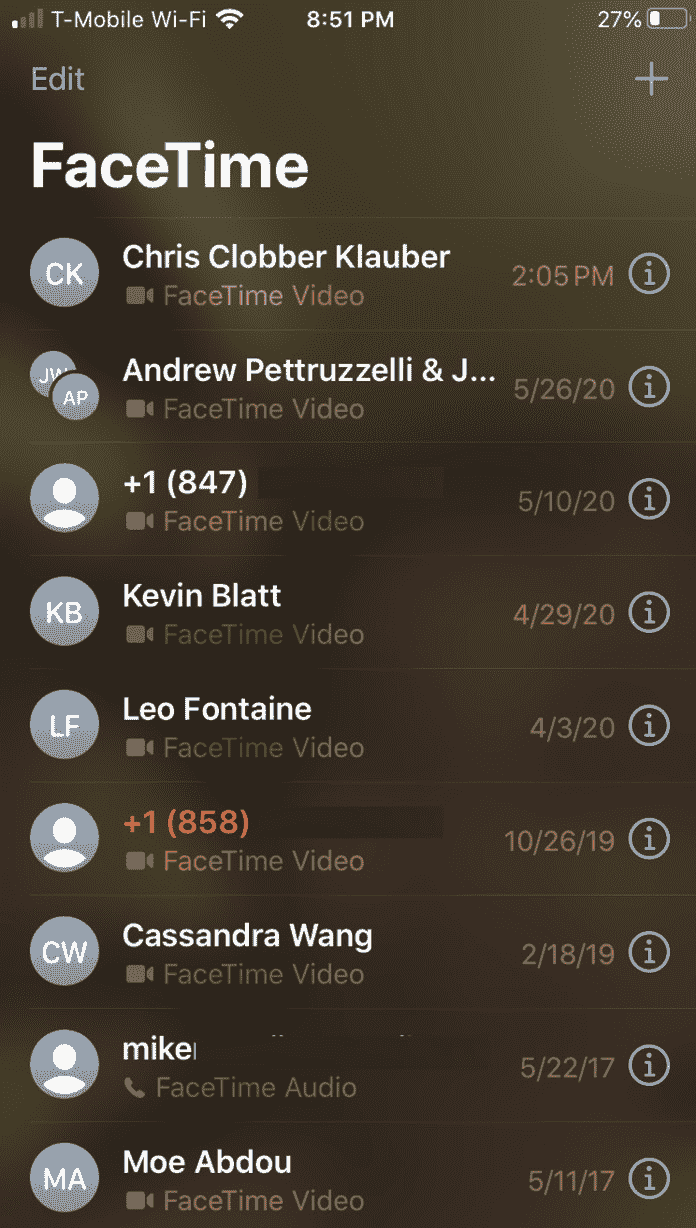 T-Mobile Wi-Fi 8:51 PM 27%
Edit
FaceTime
CK Chris Clobber Klauber 2:05 PM
FaceTime Video
JW AP Andrew Pettruzzelli & J... 5/26/20
FaceTime Video
+1 (847) 5/10/20
FaceTime Video
KB Kevin Blatt 4/29/20
FaceTime Video
LF Leo Fontaine 4/3/20
FaceTime Video
+1 (858) 10/26/19
FaceTime Video
CW Cassandra Wang 2/18/19
FaceTime Video
mike 5/22/17
FaceTime Audio
MA Moe Abdou 5/11/17
FaceTime Video